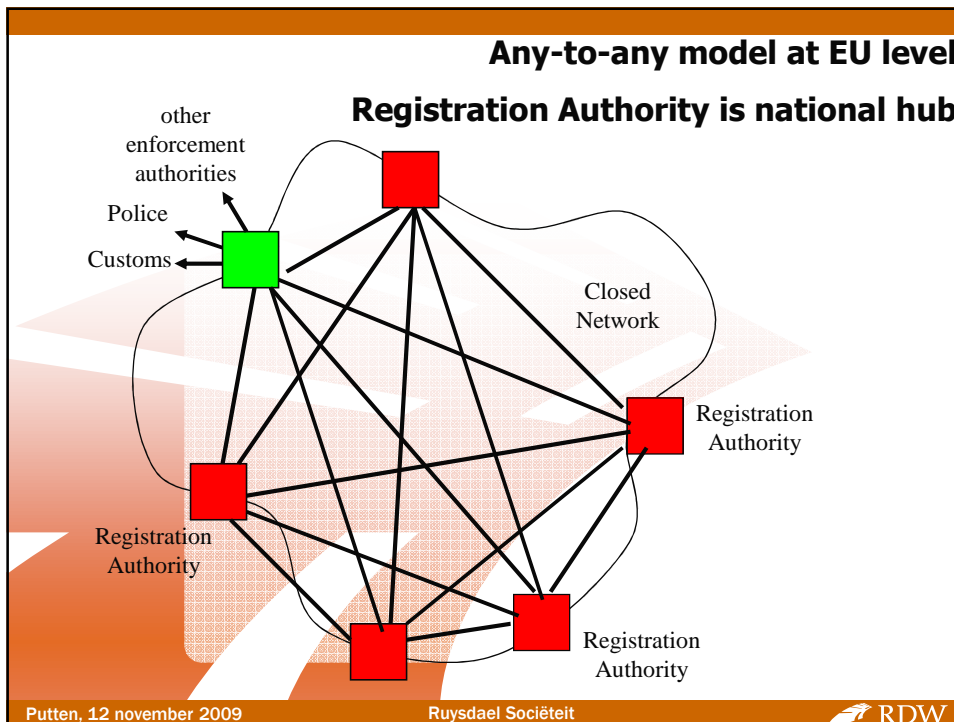 Any-to-any model at EU level
Registration Authority is national hub
other
enforcement
authorities
Police
Customs
Closed
Network
Registration
Authority
Registration
Authority
Registration
Authority
Putten, 12 november 2009
Ruysdael Sociëteit
RDW